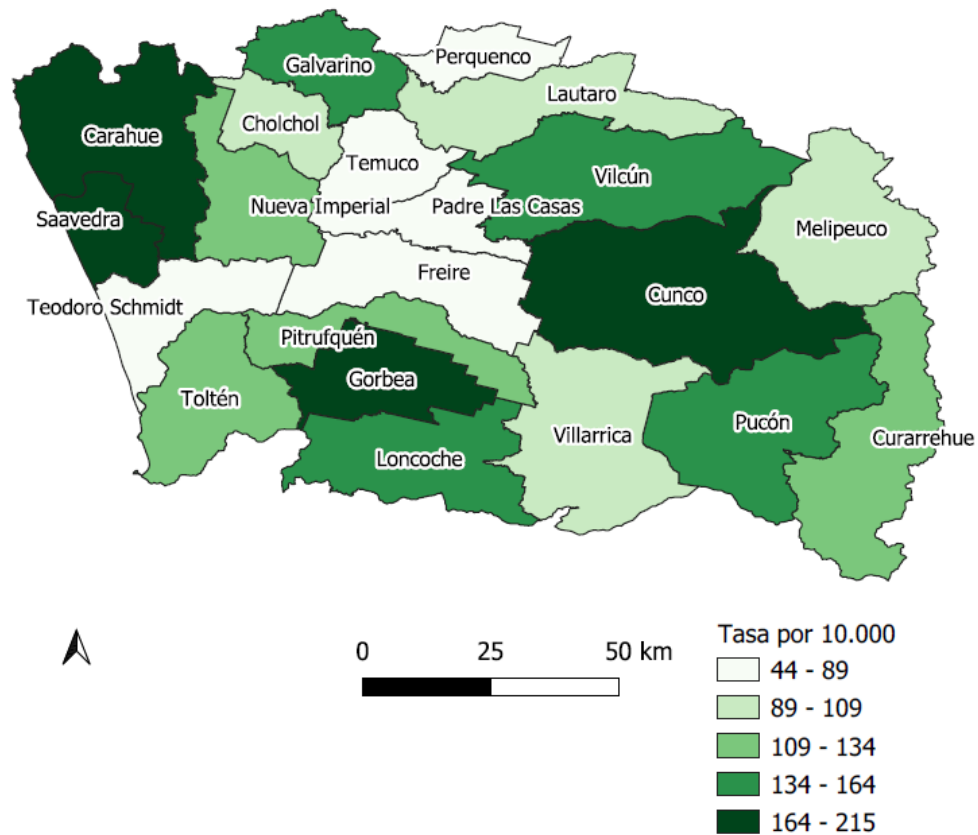 Perquenco
Galvarino
Lautaro
Cholchol
Carahue
Temuco
Vilcún
Nueva Imperial
Padre Las Casas
Saavedra
Melipeuco
Freire
Cunco
Teodoro Schmidt
Pitrufquén
Gorbea
Toltén
Pucón
Villarrica
Curarrehue
Loncoche
0 25 50 km
Tasa por 10.000
44 - 89
89 - 109
109 - 134
134 - 164
164 - 215